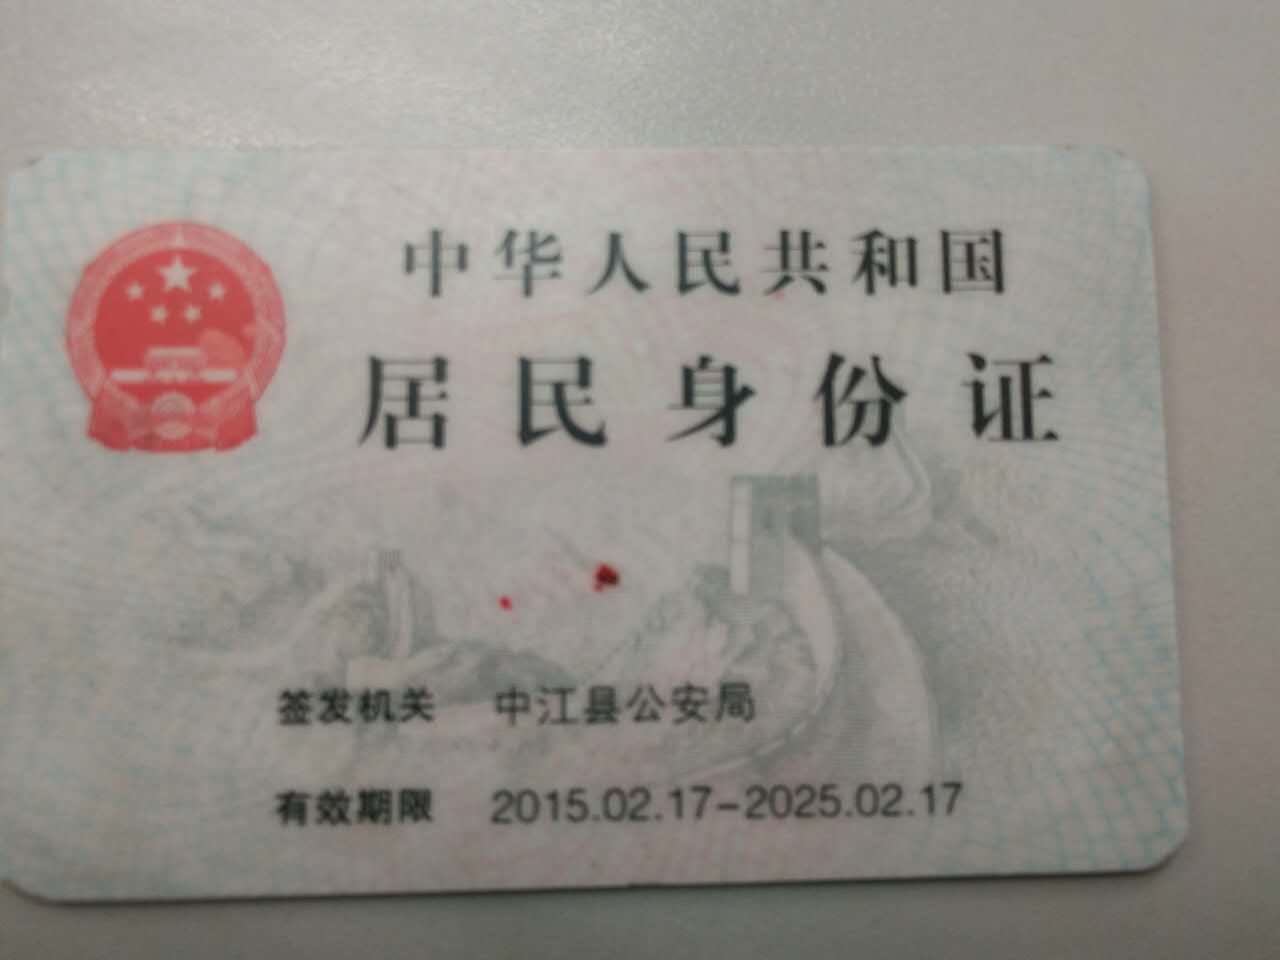 中华人民共和国
居民身份证
签发机关 中江县公安局
有效期限 2015.02.17-2025.02.17